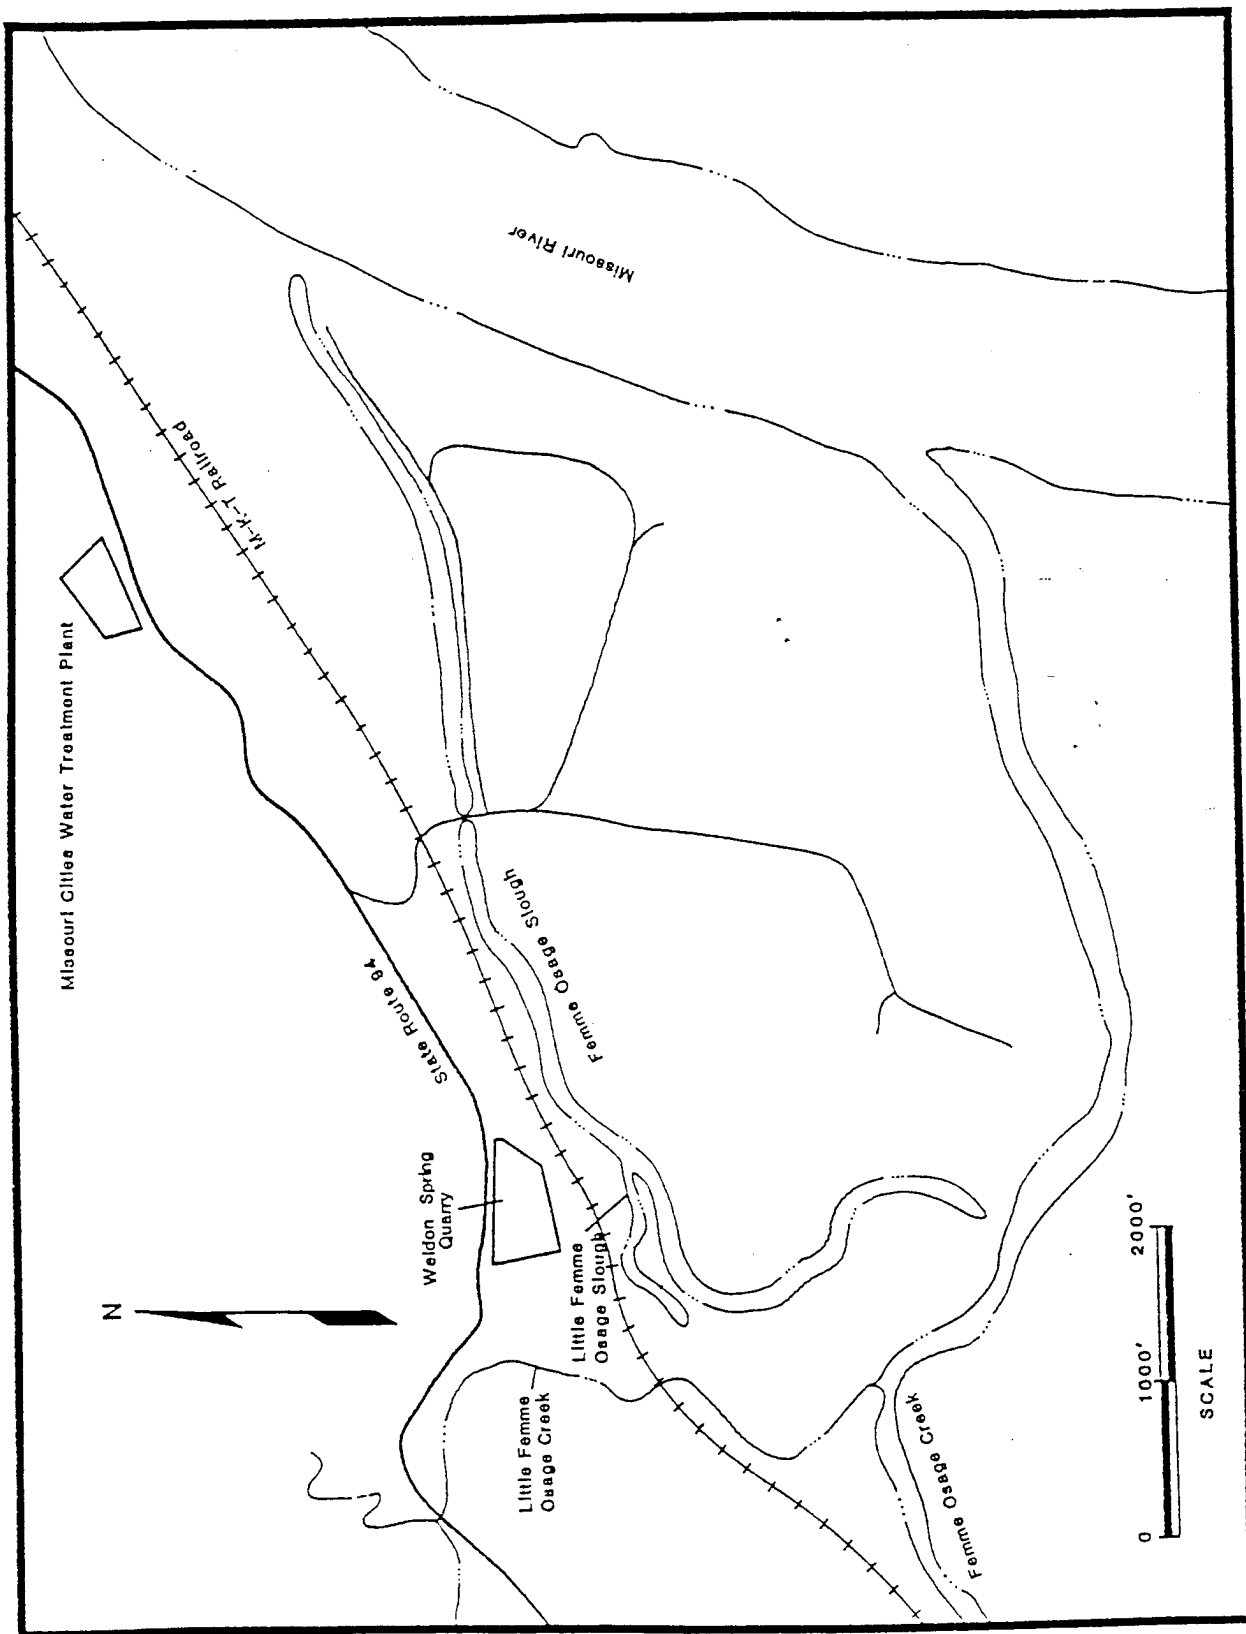 Missouri Cities Water Treatment Plant
M-K-T Railroad
Missouri River
State Route 94
Femme Osage Slough
Weldon Spring
Quarry
N
Little Femme
Osage Slough
Little Femme
Osage Creek
Femme Osage Creek
0 1000' 2000'
SCALE